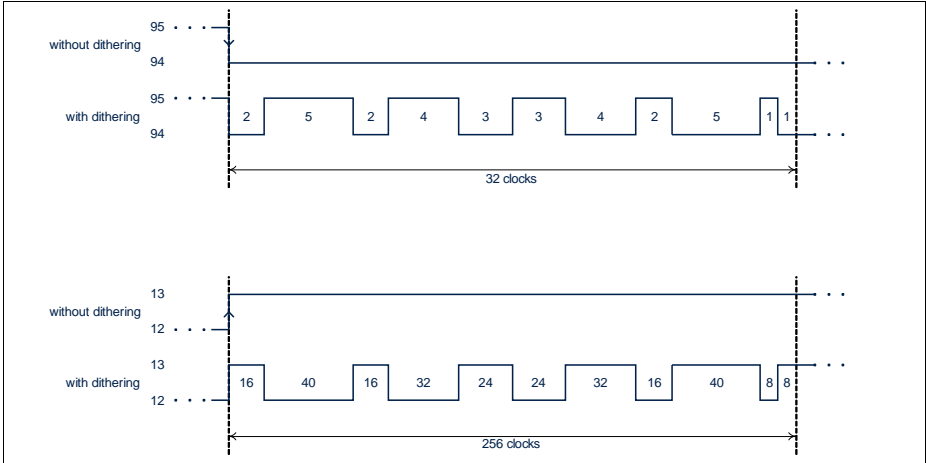 95 . . .
without dithering
94 . . .
95 . . .
with dithering 2 5 2 4 3 3 4 2 5 1 1
94 . . . . . .
32 clocks
13 . . .
without dithering
12 . . .
13 . . .
with dithering 16 40 16 32 24 24 32 16 40 8 8
12 . . .
256 clocks